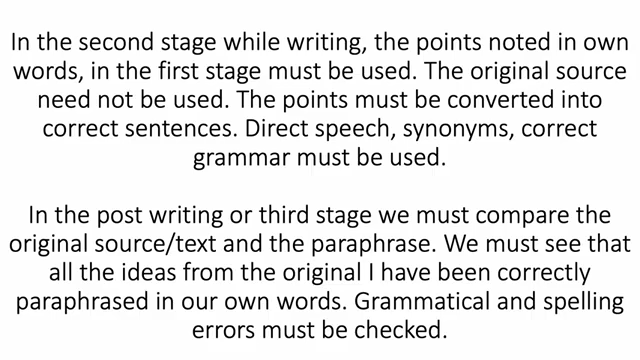 In the second stage while writing, the points noted in own
words, in the first stage must be used. The original source
need not be used. The points must be converted into
correct sentences. Direct speech, synonyms, correct
grammar must be used.
In the post writing or third stage we must compare the
original source/text and the paraphrase. We must see that
all the ideas from the original I have been correctly
paraphrased in our own words. Grammatical and spelling
errors must be checked.